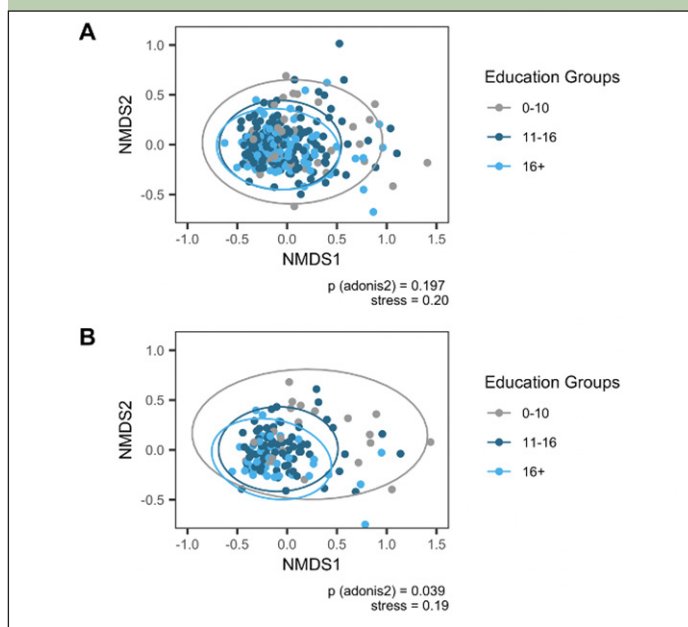 A
1.0
0.5
0.0
-0.5
NMDS2
-1.0 -0.5 0.0 0.5 1.0 1.5
NMDS1
Education Groups
0-10
11-16
16+
p (adonis2) = 0.197
stress = 0.20
B
1.0
0.5
0.0
-0.5
NMDS2
-1.0 -0.5 0.0 0.5 1.0 1.5
NMDS1
Education Groups
0-10
11-16
16+
p (adonis2) = 0.039
stress = 0.19